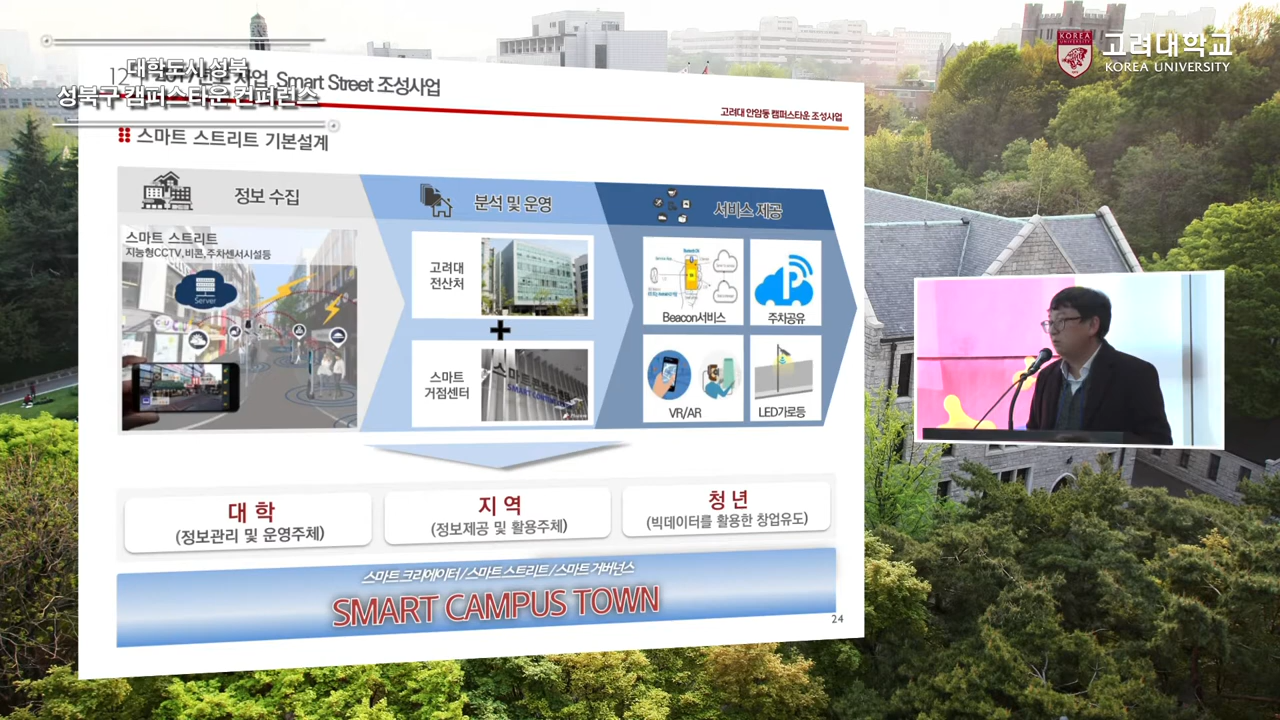 대학도시 성북
성북구 캠퍼스타운 컨퍼런스
고려대학교
KOREA UNIVERSITY
사업, Smart Street 조성사업
고려대 안암동 캠퍼스타운 조성사업
스마트 스트리트 기본설계
정보 수집
분석 및 운영
서비스 제공
스마트 스트리트
지능형CCTV,비콘,주차센서시설등
Server
고려대
전산처
+
스마트
거점센터
Beacon서비스
주차공유
VR/AR
LED가로등
대 학
(정보관리 및 운영주체)
지 역
(정보제공 및 활용주체)
청 년
(빅데이터를 활용한 창업유도)
스마트 크리에이터 / 스마트 스트리트 / 스마트 거버넌스
SMART CAMPUS TOWN
24